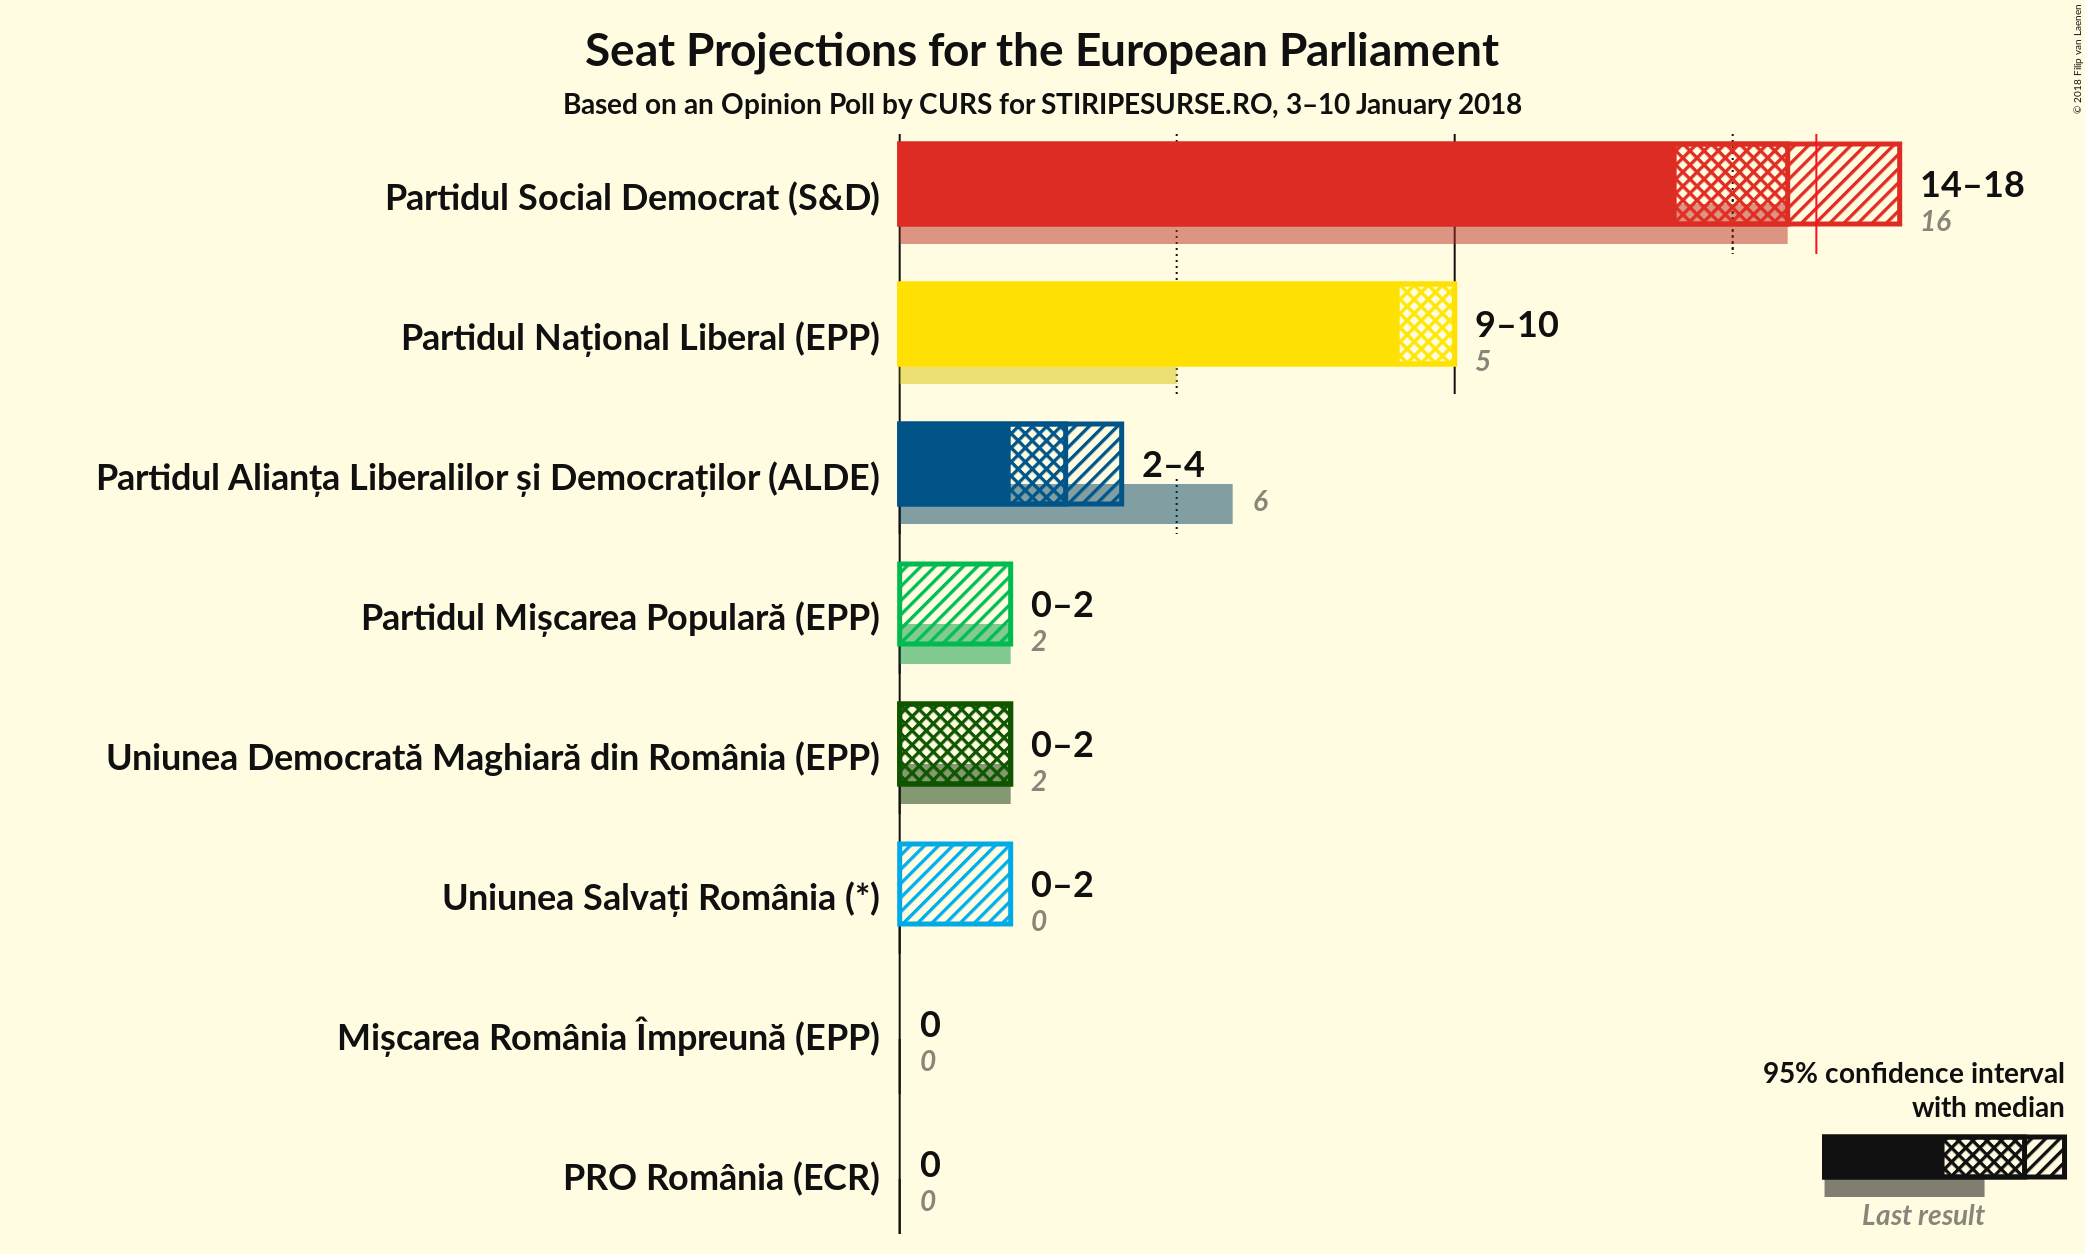 Seat Projections for the European Parliament
Based on an Opinion Poll by CURS for STIRIPESURSE.RO, 3–10 January 2018
© 2018 Filip van Laenen
Partidul Social Democrat (S&D)
14–18
16
Partidul Național Liberal (EPP)
9–10
5
Partidul Alianța Liberalilor și Democraților (ALDE)
2–4
6
Partidul Mișcarea Populară (EPP)
0–2
2
Uniunea Democrată Maghiară din România (EPP)
0–2
2
Uniunea Salvați România (*)
0–2
0
Mișcarea România Împreună (EPP)
0
0
PRO România (ECR)
0
0
95% confidence interval
with median
Last result